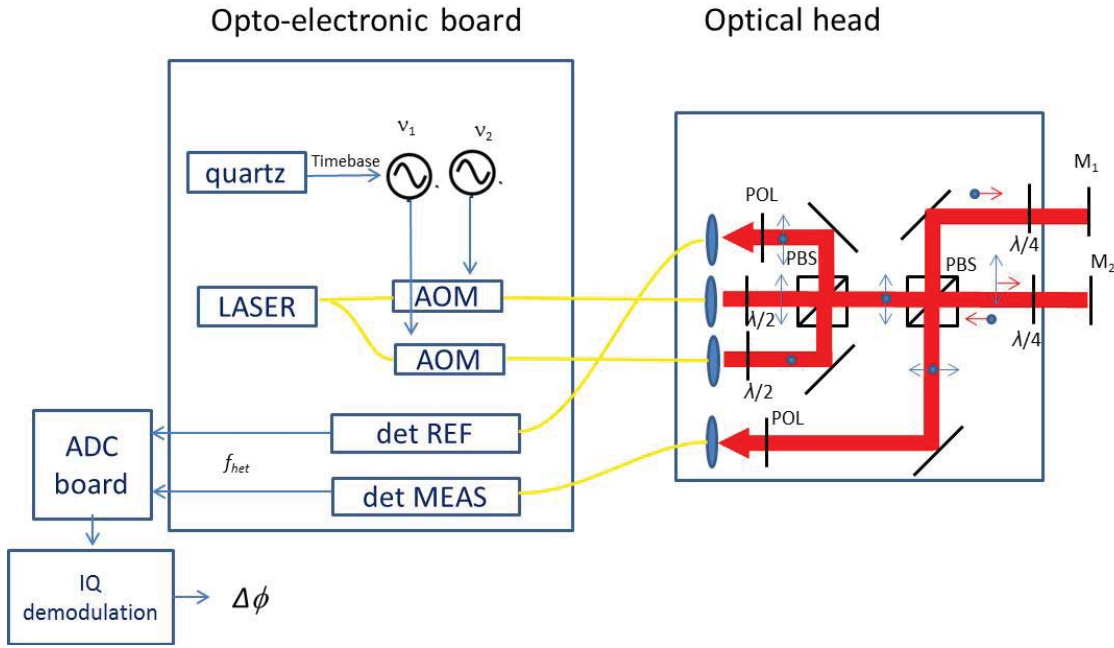 Opto-electronic board
Optical head
ν1
ν2
quartz
Timebase
LASER
AOM
AOM
det REF
det MEAS
ADC
board
fhet
IQ
demodulation
Δϕ
POL
PBS
λ/2
λ/2
POL
PBS
M1
λ/4
M2
λ/4